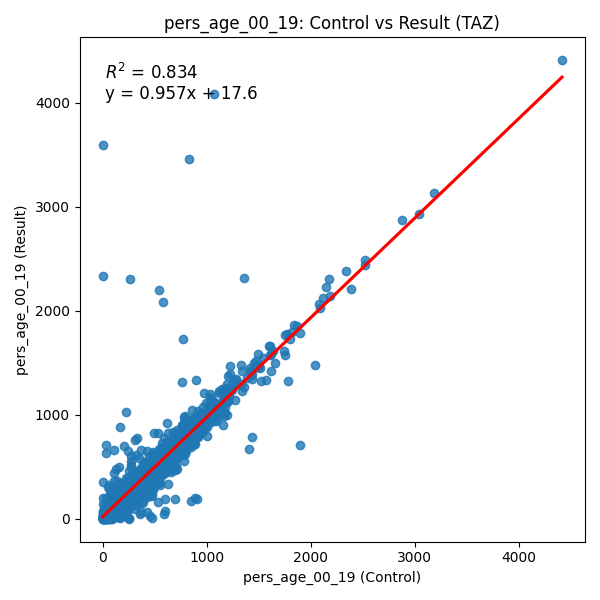 pers_age_00_19: Control vs Result (TAZ)
R² = 0.834
y = 0.957x + 17.6
4000
3000
2000
1000
0
pers_age_00_19 (Result)
0 1000 2000 3000 4000
pers_age_00_19 (Control)